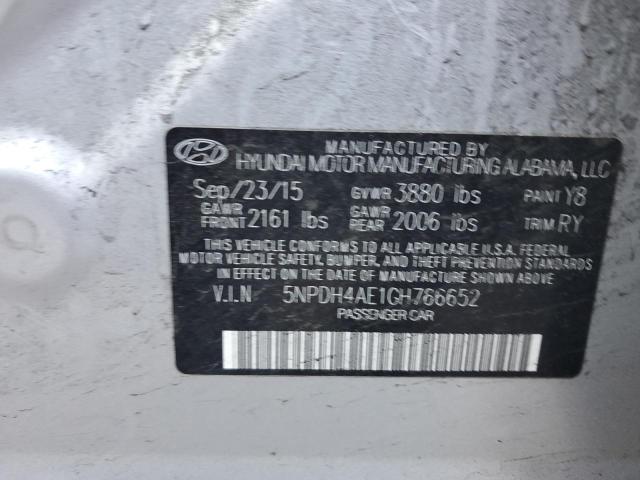 MANUFACTURED BY
HYUNDAI MOTOR MANUFACTURING ALABAMA, LLC
Sep/23/15 GVWR 3880 lbs PAINT Y8
GAWR FRONT 2161 lbs GAWR REAR 2006 lbs TRIM RY
THIS VEHICLE CONFORMS TO ALL APPLICABLE U.S.A. FEDERAL
MOTOR VEHICLE SAFETY, BUMPER, AND THEFT PREVENTION STANDARDS
IN EFFECT ON THE DATE OF MANUFACTURE SHOWN ABOVE.
V.I.N 5NPDH4AE1GH766652
PASSENGER CAR